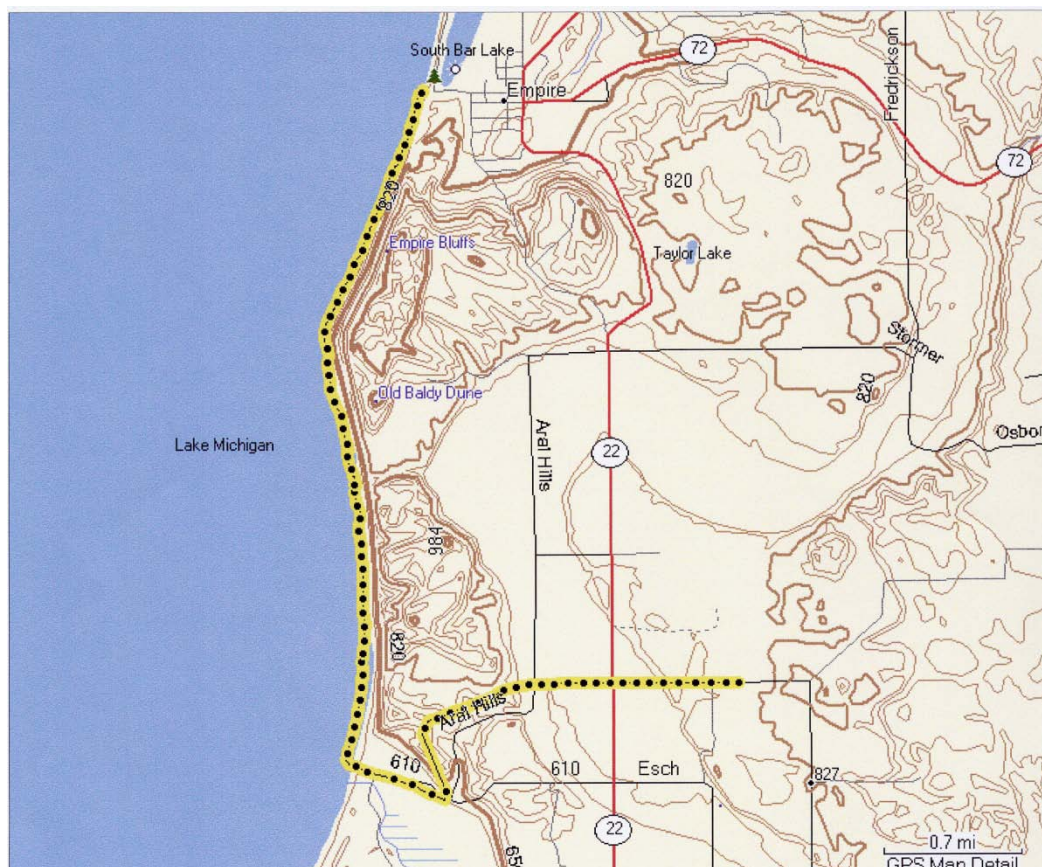 South Bar Lake
72
Fredrickson
Empire
72
820
820
Empire Bluffs
Taylor Lake
Stormer
Old Baldy Dune
820
Lake Michigan
Aral Hills
22
Osbor
984
820
Aral Hills
610
610
Esch
827
22
65
0.7 mi
GPS Map Detail